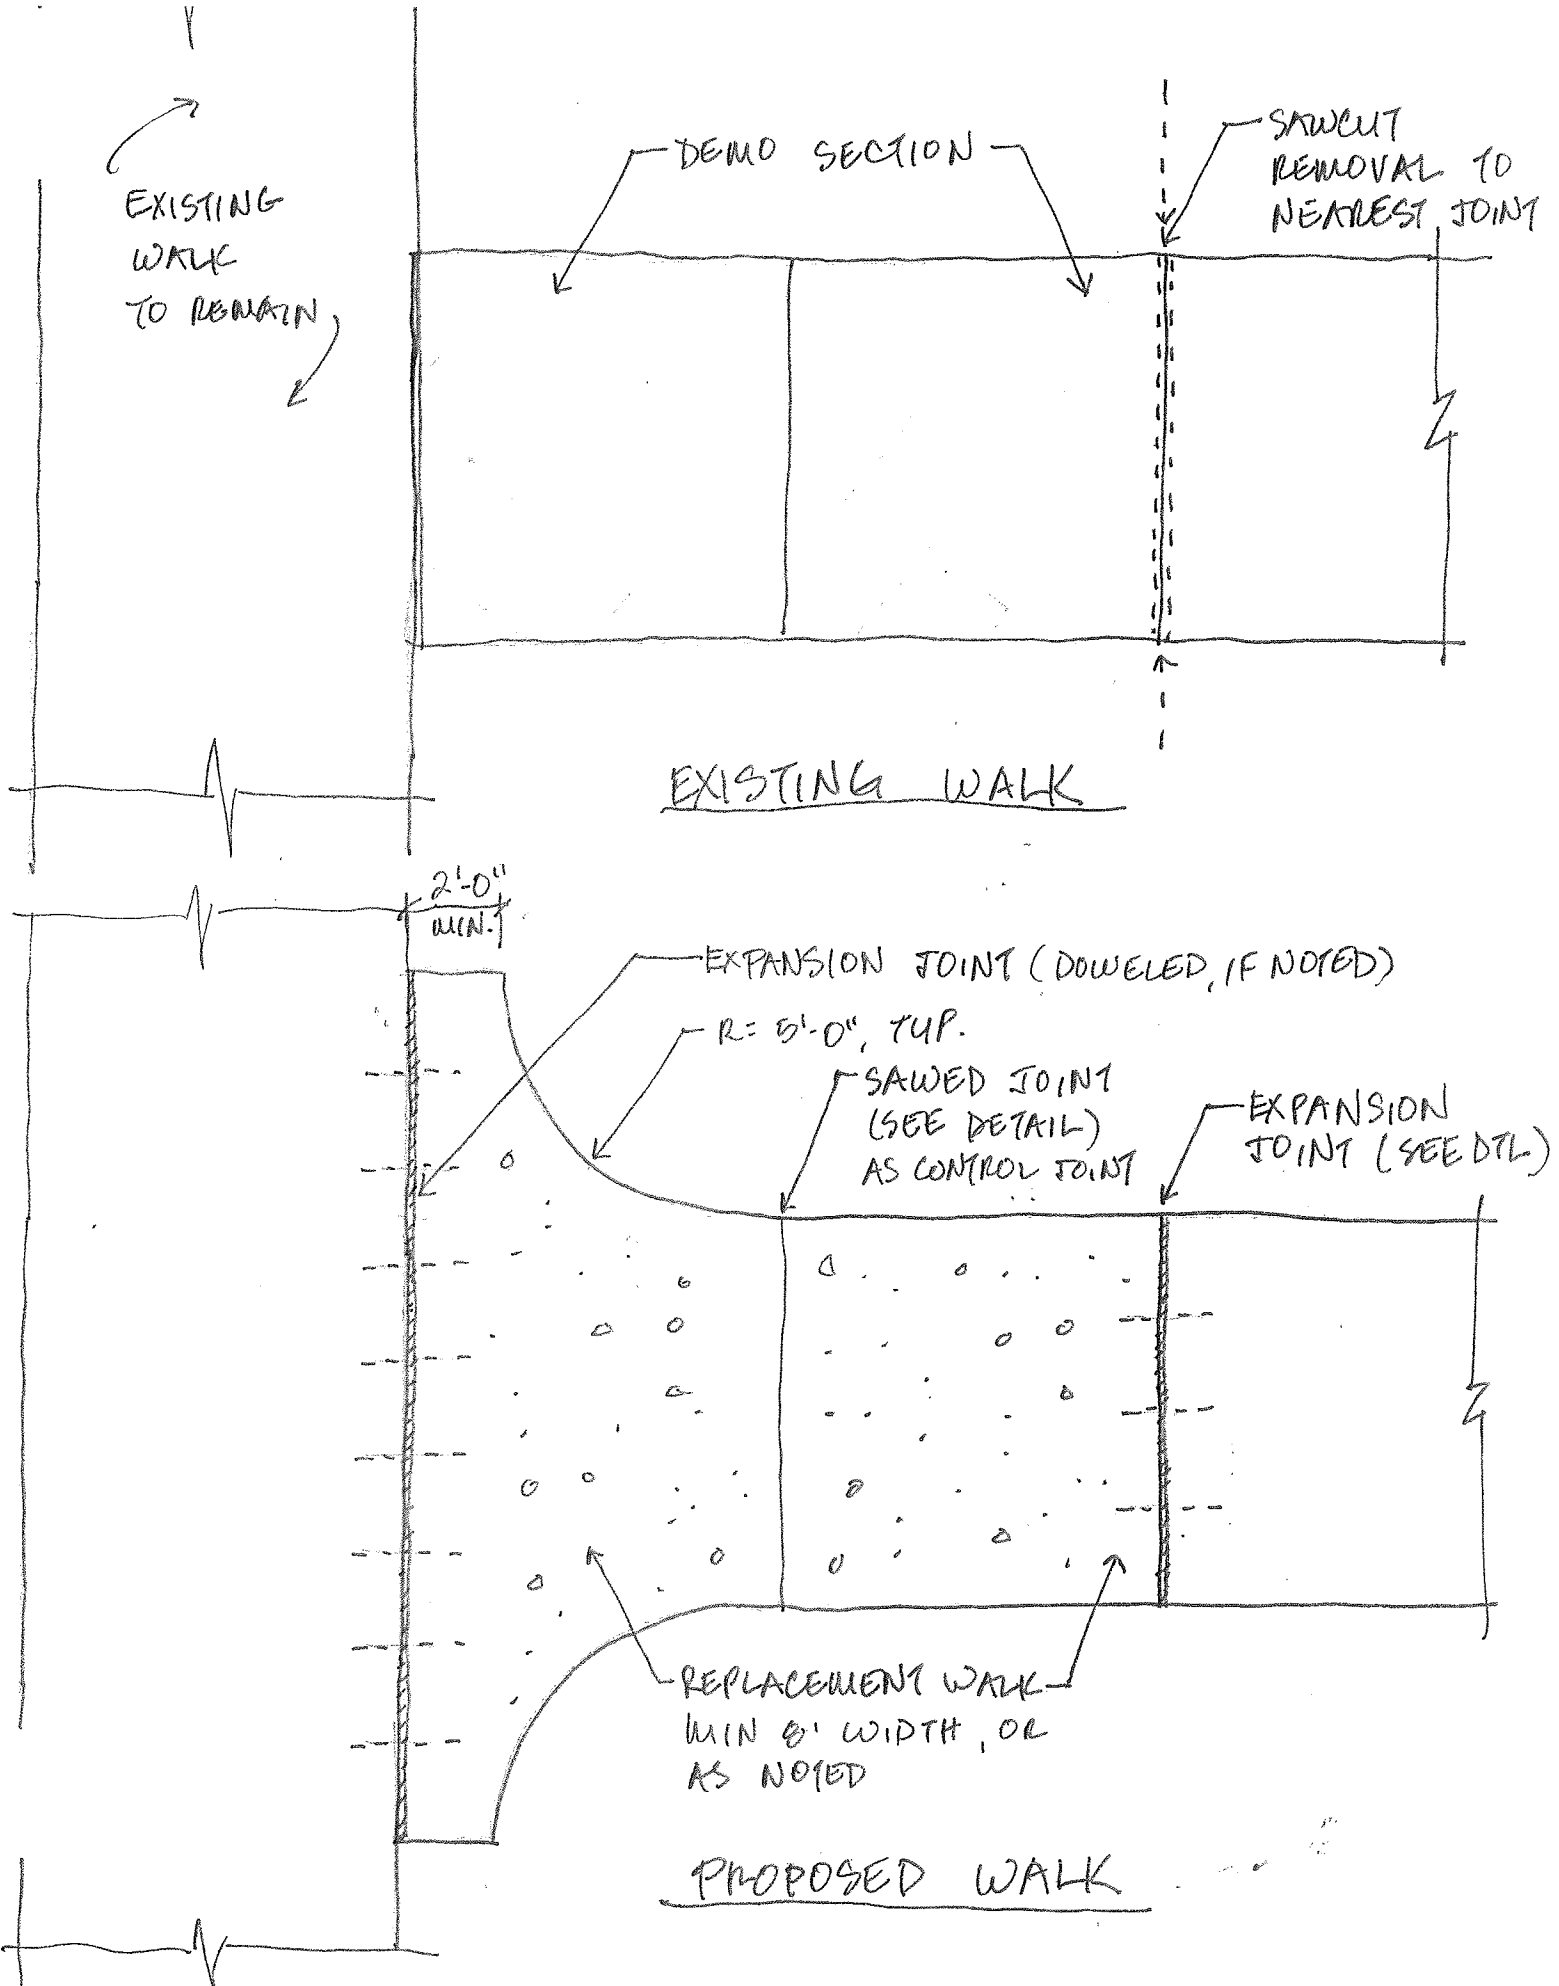 EXISTING
WALK
TO REMAIN
DEMO SECTION
SAWCUT
REMOVAL TO
NEAREST JOINT
EXISTING WALK
2'-0"
MIN.
EXPANSION JOINT (DOWELED, IF NOTED)
R= 5'-0", TYP.
SAWED JOINT
(SEE DETAIL)
AS CONTROL JOINT
EXPANSION
JOINT (SEE DTL)
REPLACEMENT WALK
MIN 8' WIDTH, OR
AS NOTED
PROPOSED WALK